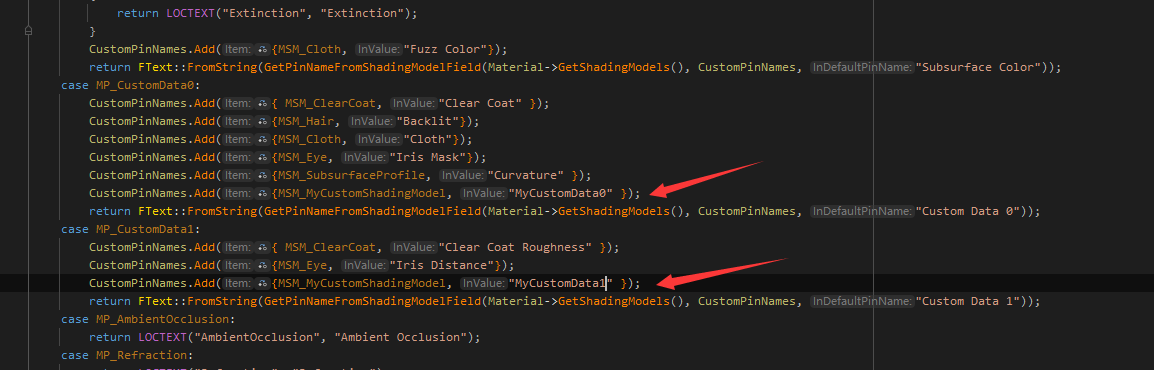 return LOCTEXT("Extinction", "Extinction");
}
CustomPinNames.Add(Item: {MSM_Cloth, InValue: "Fuzz Color"});
return FText::FromString(GetPinNameFromShadingModelField(Material->GetShadingModels(), CustomPinNames, InDefaultPinName: "Subsurface Color"));
case MP_CustomData0:
CustomPinNames.Add(Item: { MSM_ClearCoat, InValue: "Clear Coat" });
CustomPinNames.Add(Item: {MSM_Hair, InValue: "Backlit"});
CustomPinNames.Add(Item: {MSM_Cloth, InValue: "Cloth"});
CustomPinNames.Add(Item: {MSM_Eye, InValue: "Iris Mask"});
CustomPinNames.Add(Item: {MSM_SubsurfaceProfile, InValue: "Curvature" });
CustomPinNames.Add(Item: {MSM_MyCustomShadingModel, InValue: "MyCustomData0" });
return FText::FromString(GetPinNameFromShadingModelField(Material->GetShadingModels(), CustomPinNames, InDefaultPinName: "Custom Data 0"));
case MP_CustomData1:
CustomPinNames.Add(Item: { MSM_ClearCoat, InValue: "Clear Coat Roughness" });
CustomPinNames.Add(Item: {MSM_Eye, InValue: "Iris Distance"});
CustomPinNames.Add(Item: {MSM_MyCustomShadingModel, InValue: "MyCustomData1" });
return FText::FromString(GetPinNameFromShadingModelField(Material->GetShadingModels(), CustomPinNames, InDefaultPinName: "Custom Data 1"));
case MP_AmbientOcclusion:
return LOCTEXT("AmbientOcclusion", "Ambient Occlusion");
case MP_Refraction: